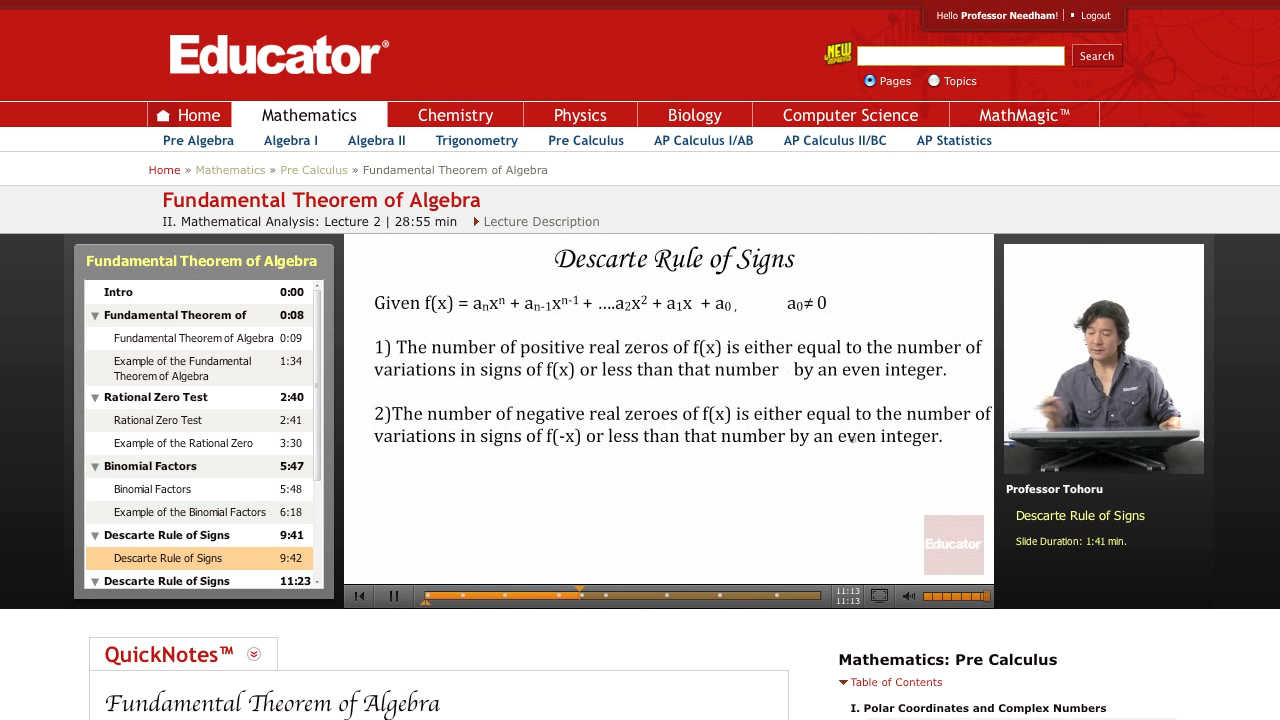 Hello Professor Needham! | ▪ Logout
Educator®
NEW
Search
Pages Topics
Home Mathematics Chemistry Physics Biology Computer Science MathMagic™
Pre Algebra Algebra I Algebra II Trigonometry Pre Calculus AP Calculus I/AB AP Calculus II/BC AP Statistics
Home » Mathematics » Pre Calculus » Fundamental Theorem of Algebra
Fundamental Theorem of Algebra
II. Mathematical Analysis: Lecture 2 | 28:55 min Lecture Description
Fundamental Theorem of Algebra
Intro 0:00
Fundamental Theorem of 0:08
Fundamental Theorem of Algebra 0:09
Example of the Fundamental 1:34
Theorem of Algebra
Rational Zero Test 2:40
Rational Zero Test 2:41
Example of the Rational Zero 3:30
Binomial Factors 5:47
Binomial Factors 5:48
Example of the Binomial Factors 6:18
Descarte Rule of Signs 9:41
Descarte Rule of Signs 9:42
Descarte Rule of Signs 11:23
Descarte Rule of Signs
Given f(x) = aₙxⁿ + aₙ₋₁xⁿ⁻¹ + ....a₂x² + a₁x + a₀ , a₀≠ 0
1) The number of positive real zeros of f(x) is either equal to the number of
variations in signs of f(x) or less than that number by an even integer.
2)The number of negative real zeroes of f(x) is either equal to the number of
variations in signs of f(-x) or less than that number by an even integer.
Educator
11:13
11:13
Professor Tohoru
Descarte Rule of Signs
Slide Duration: 1:41 min.
QuickNotes™
Fundamental Theorem of Algebra
Mathematics: Pre Calculus
Table of Contents
I. Polar Coordinates and Complex Numbers